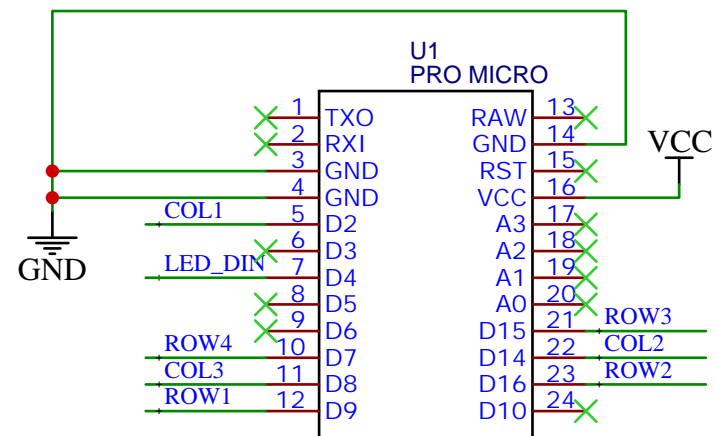 U1
PRO MICRO
1 TXO RAW 13
2 RXI GND 14
3 GND RST 15
4 GND VCC 16
COL1 5 D2 A3 17
6 D3 A2 18
LED_DIN 7 D4 A1 19
8 D5 A0 20
9 D6 D15 21 ROW3
ROW4 10 D7 D14 22 COL2
COL3 11 D8 D16 23 ROW2
ROW1 12 D9 D10 24
VCC
GND